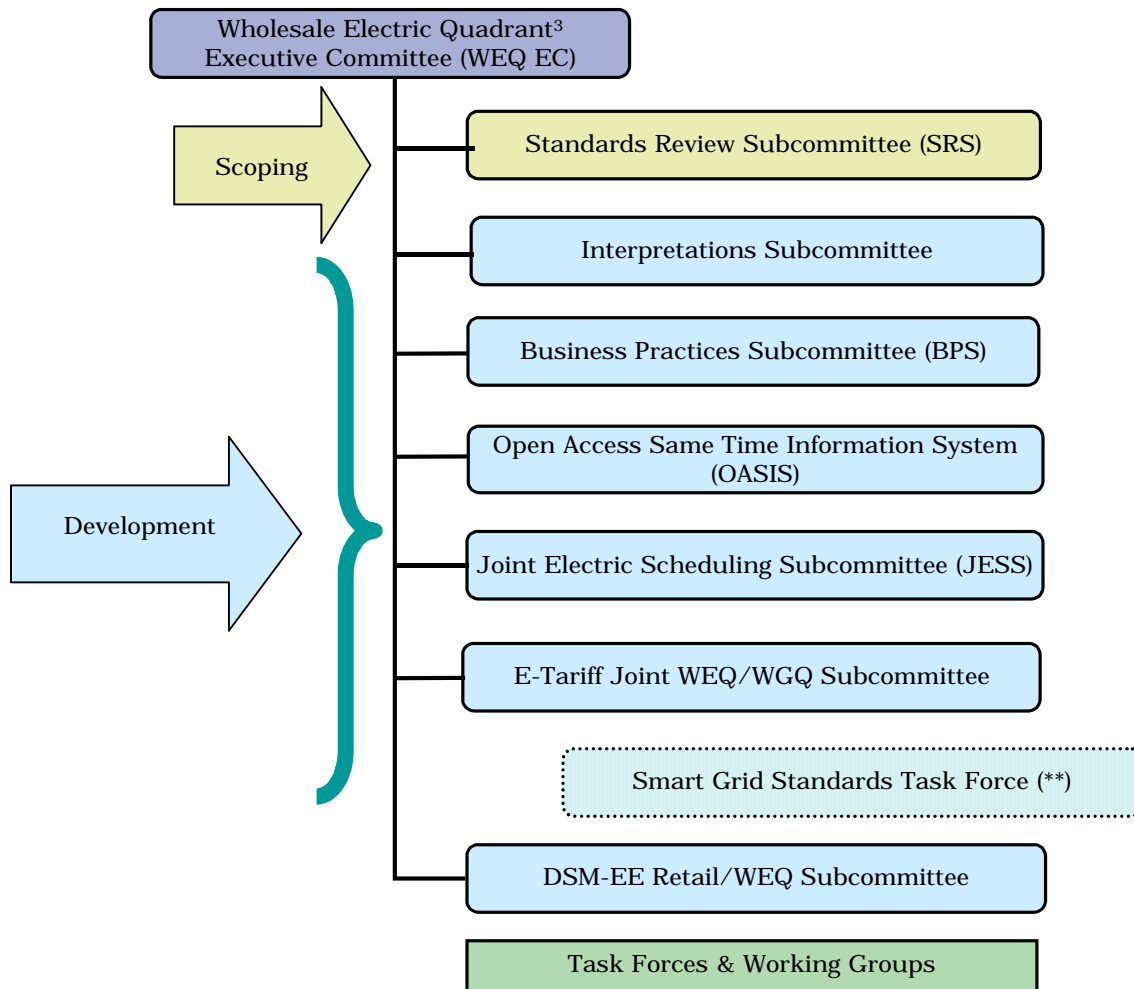 Wholesale Electric Quadrant³
Executive Committee (WEQ EC)
Scoping
Standards Review Subcommittee (SRS)
Interpretations Subcommittee
Business Practices Subcommittee (BPS)
Open Access Same Time Information System
(OASIS)
Development
Joint Electric Scheduling Subcommittee (JESS)
E-Tariff Joint WEQ/WGQ Subcommittee
Smart Grid Standards Task Force (**)
DSM-EE Retail/WEQ Subcommittee
Task Forces & Working Groups